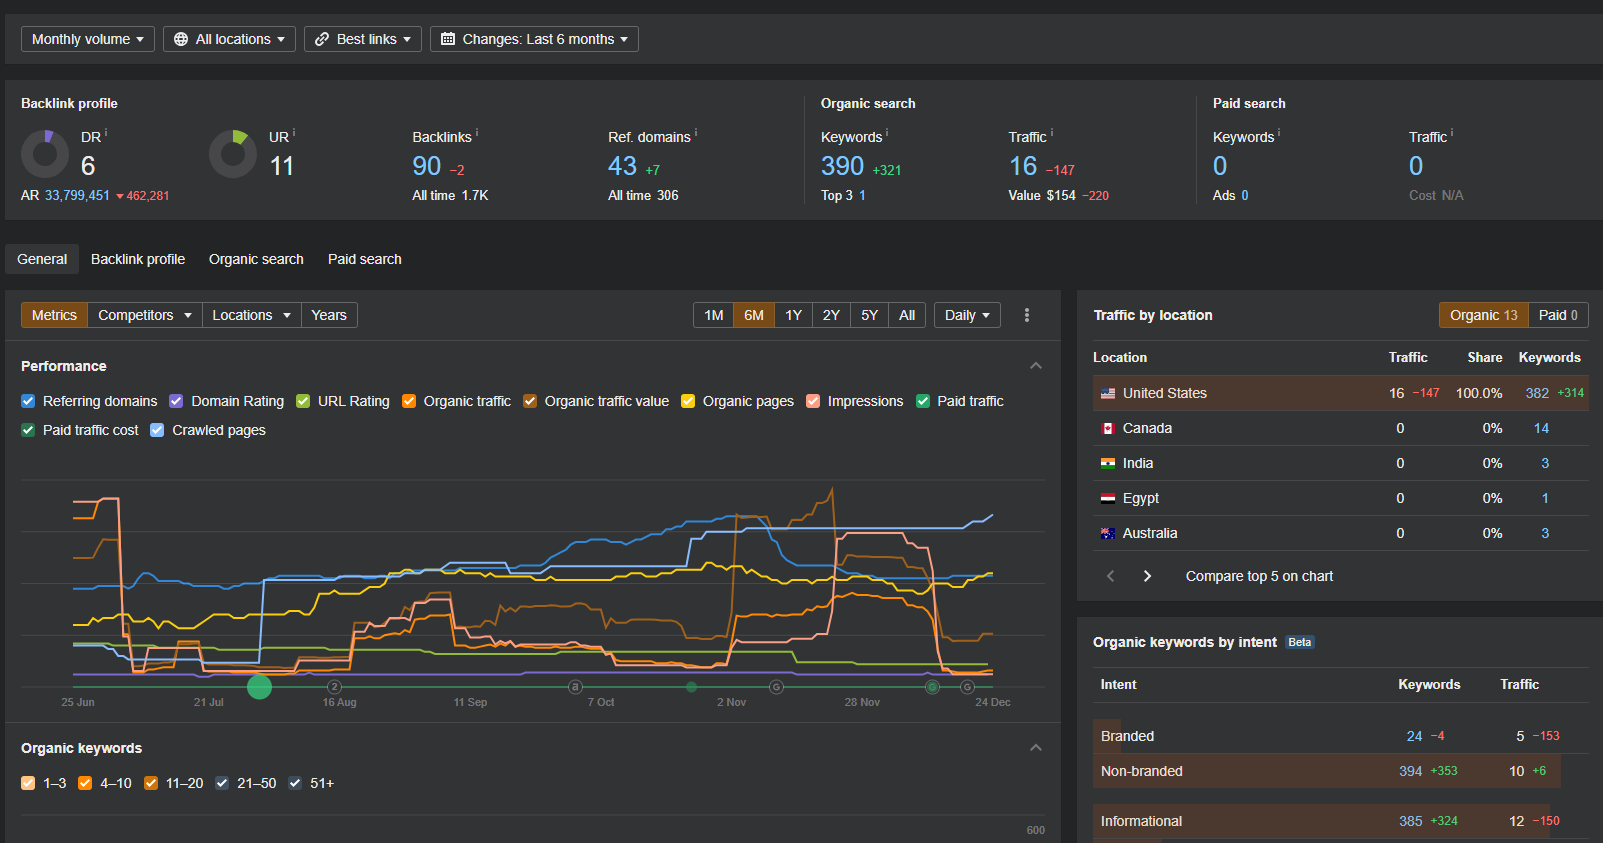 Monthly volume All locations Best links Changes: Last 6 months
Backlink profile Organic search Paid search
DR i UR i Backlinks i Ref. domains i Keywords i Traffic i Keywords i Traffic i
6 11 90 −2 43 +7 390 +321 16 −147 0 0
AR 33,799,451 462,281 All time 1.7K All time 306 Top 3 1 Value $154 −220 Ads 0 Cost N/A
General Backlink profile Organic search Paid search
Metrics Competitors Locations Years 1M 6M 1Y 2Y 5Y All Daily
Performance
Referring domains Domain Rating URL Rating Organic traffic Organic traffic value Organic pages Impressions Paid traffic
Paid traffic cost Crawled pages
2 a G G G
25 Jun 21 Jul 16 Aug 11 Sep 7 Oct 2 Nov 28 Nov 24 Dec
Organic keywords
1–3 4–10 11–20 21–50 51+
600
Traffic by location Organic 13 Paid 0
Location Traffic Share Keywords
United States 16 −147 100.0% 382 +314
Canada 0 0% 14
India 0 0% 3
Egypt 0 0% 1
Australia 0 0% 3
Compare top 5 on chart
Organic keywords by intent Beta
Intent Keywords Traffic
Branded 24 −4 5 −153
Non-branded 394 +353 10 +6
Informational 385 +324 12 −150